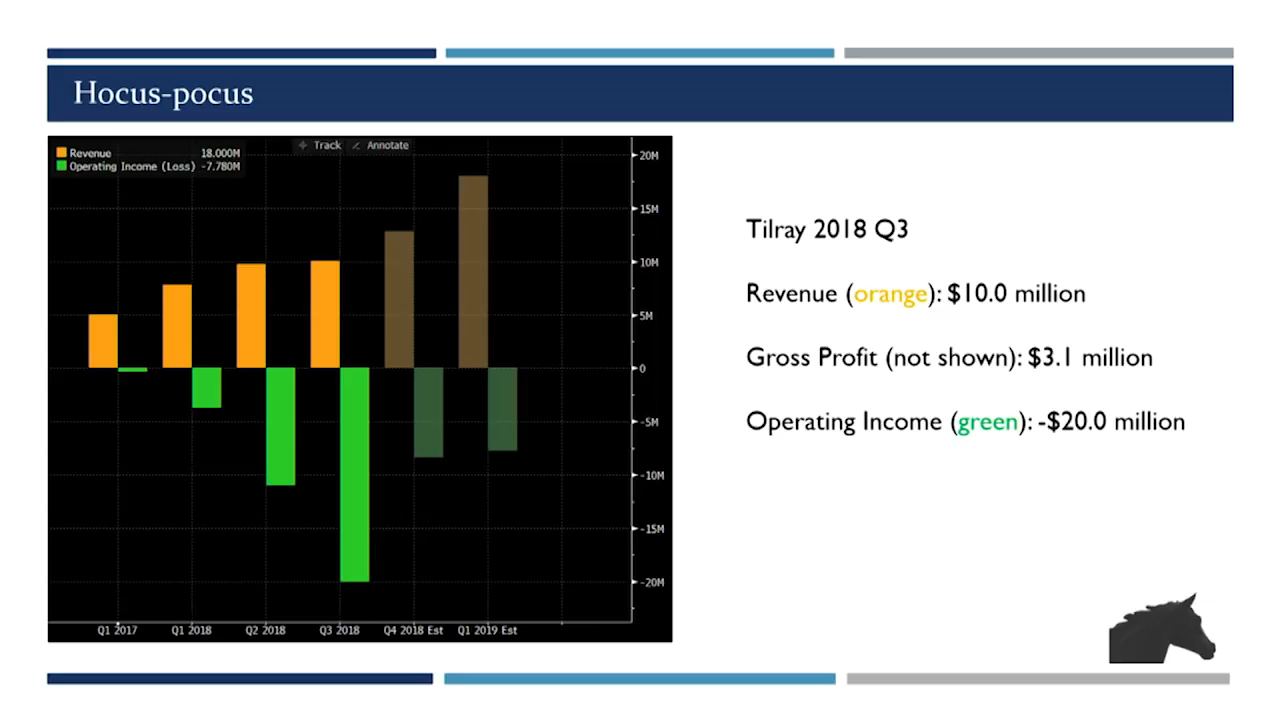 Hocus-pocus
Revenue 18.000M
Operating Income (Loss) -7.780M
Track Annotate
20M
15M
10M
5M
0
-5M
-10M
-15M
-20M
Q1 2017 Q1 2018 Q2 2018 Q3 2018 Q4 2018 Est Q1 2019 Est
Tilray 2018 Q3
Revenue (orange): $10.0 million
Gross Profit (not shown): $3.1 million
Operating Income (green): -$20.0 million